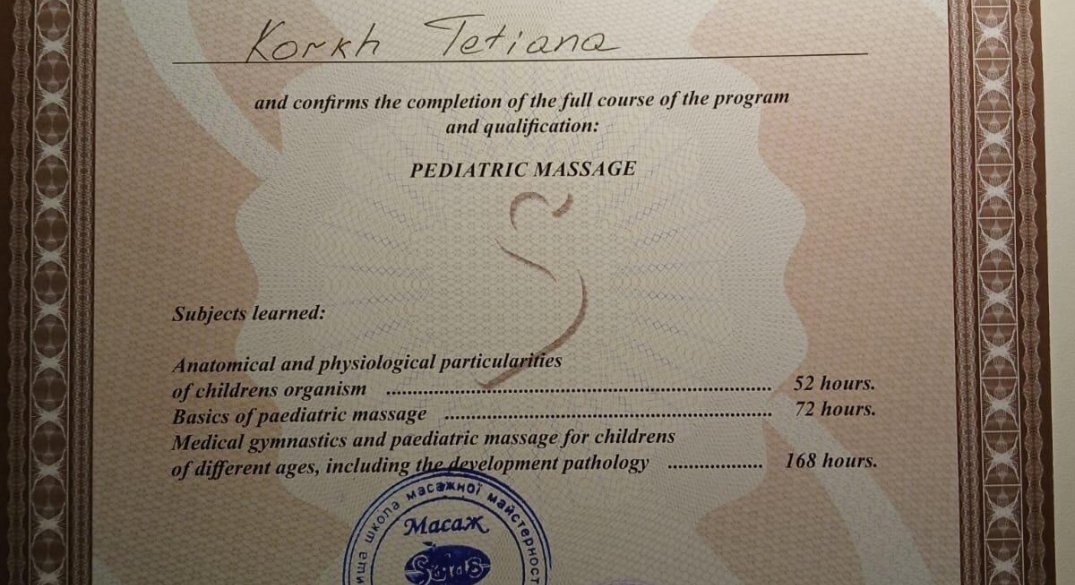 Korkh Tetiana
and confirms the completion of the full course of the program
and qualification:
PEDIATRIC MASSAGE
Subjects learned:
Anatomical and physiological particularities
of childrens organism ........................ 52 hours.
Basics of paediatric massage ........................ 72 hours.
Medical gymnastics and paediatric massage for childrens
of different ages, including the development pathology ........................ 168 hours.
школа масажної
Масаж